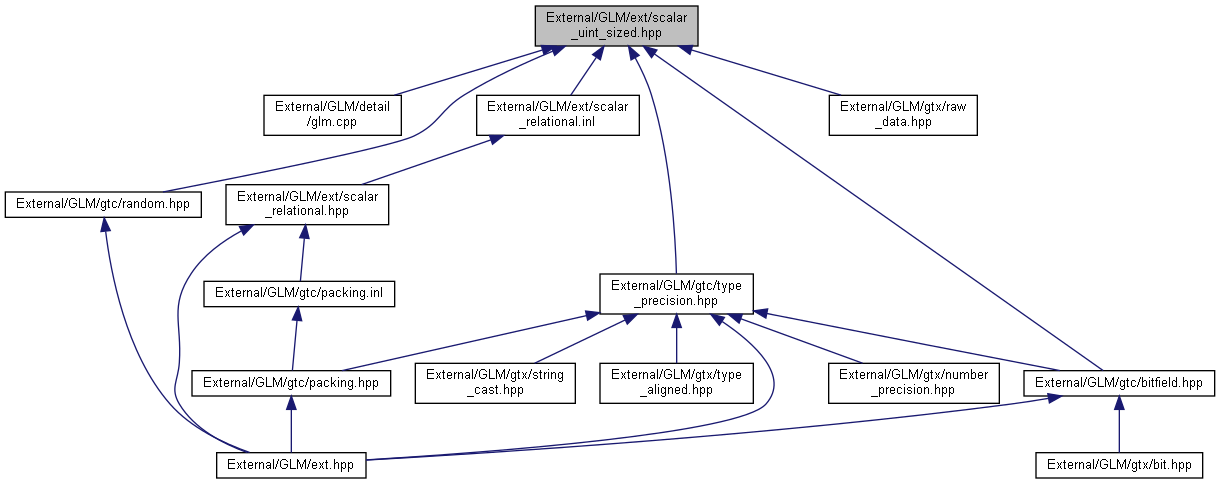 External/GLM/ext/scalar
_uint_sized.hpp
External/GLM/detail
/glm.cpp
External/GLM/ext/scalar
_relational.inl
External/GLM/gtx/raw
_data.hpp
External/GLM/gtc/random.hpp
External/GLM/ext/scalar
_relational.hpp
External/GLM/gtc/packing.inl
External/GLM/gtc/type
_precision.hpp
External/GLM/gtc/packing.hpp
External/GLM/gtx/string
_cast.hpp
External/GLM/gtx/type
_aligned.hpp
External/GLM/gtx/number
_precision.hpp
External/GLM/gtc/bitfield.hpp
External/GLM/ext.hpp
External/GLM/gtx/bit.hpp